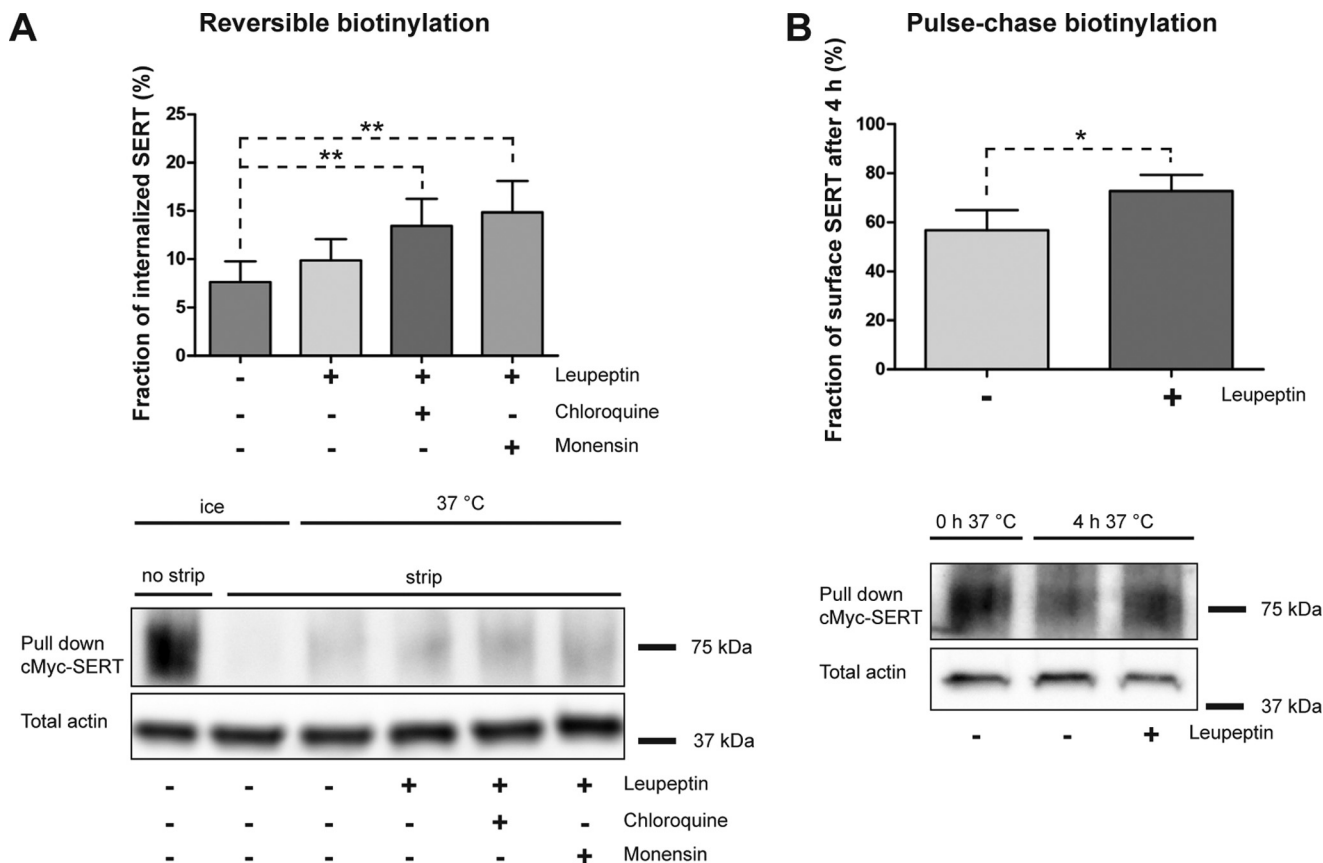 A
Reversible biotinylation
Fraction of internalized SERT (%)
25
20
15
10
5
0
**
**
- + + + Leupeptin
- - + - Chloroquine
- - - + Monensin
ice 37 °C
no strip strip
Pull down
cMyc-SERT
75 kDa
Total actin
37 kDa
- - - + + + Leupeptin
- - - - + - Chloroquine
- - - - - + Monensin
B
Pulse-chase biotinylation
Fraction of surface SERT after 4 h (%)
100
80
60
40
20
0
*
- + Leupeptin
0 h 37 °C 4 h 37 °C
Pull down
cMyc-SERT
75 kDa
Total actin
37 kDa
- - + Leupeptin